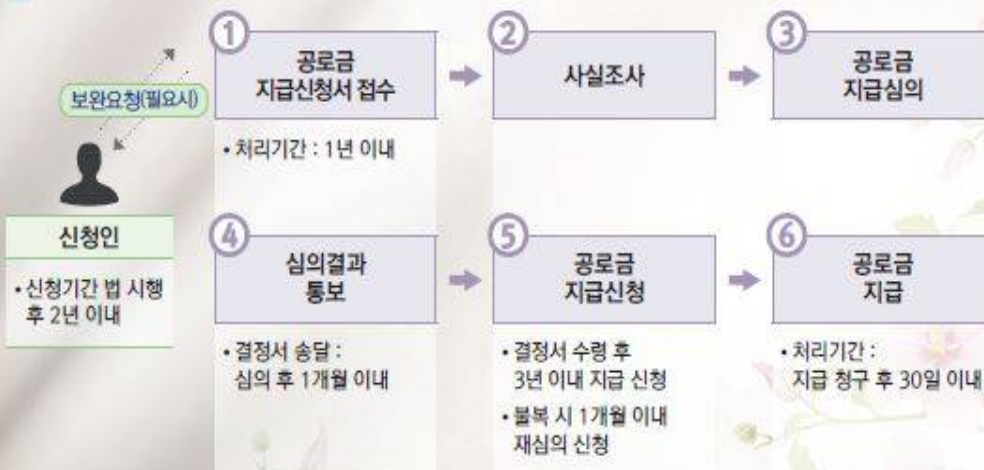 보완요청(필요시)
신청인
• 신청기간 법 시행
후 2년 이내
1
공로금
지급신청서 접수
• 처리기간 : 1년 이내
2
사실조사
3
공로금
지급심의
4
심의결과
통보
• 결정서 송달 :
심의 후 1개월 이내
5
공로금
지급신청
• 결정서 수령 후
3년 이내 지급 신청
• 불복 시 1개월 이내
재심의 신청
6
공로금
지급
• 처리기간 :
지급 청구 후 30일 이내